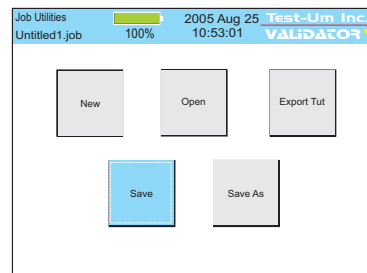 Job Utilities 2005 Aug 25 Test-Um Inc.
Untitled1.job 100% 10:53:01 VALiDATOR
New Open Export Tut
Save Save As